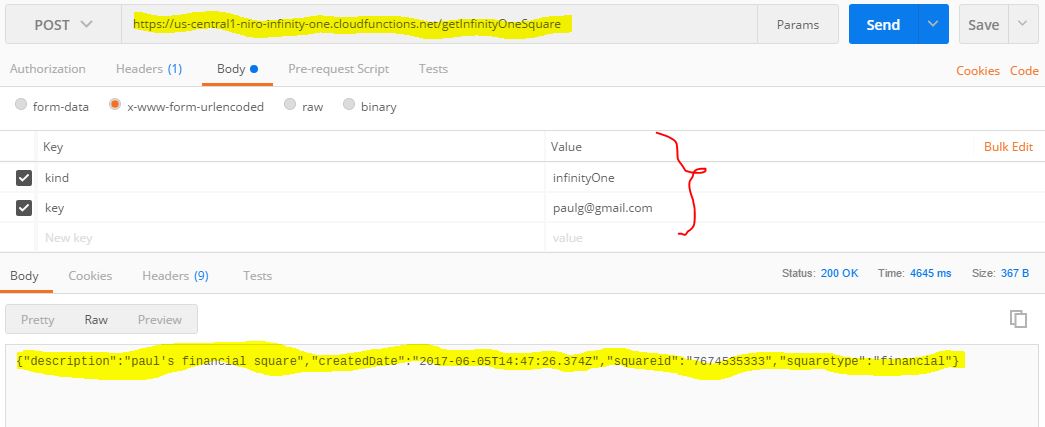 POST https://us-central1-niro-infinity-one.cloudfunctions.net/getInfinityOneSquare Params Send Save
Authorization Headers (1) Body Pre-request Script Tests Cookies Code
form-data x-www-form-urlencoded raw binary
Key Value Bulk Edit
kind infinityOne
key paulg@gmail.com
New key value
Body Cookies Headers (9) Tests Status: 200 OK Time: 4645 ms Size: 367 B
Pretty Raw Preview
{"description":"paul's financial square","createdDate":"2017-06-05T14:47:26.374Z","squareid":"7674535333","squaretype":"financial"}